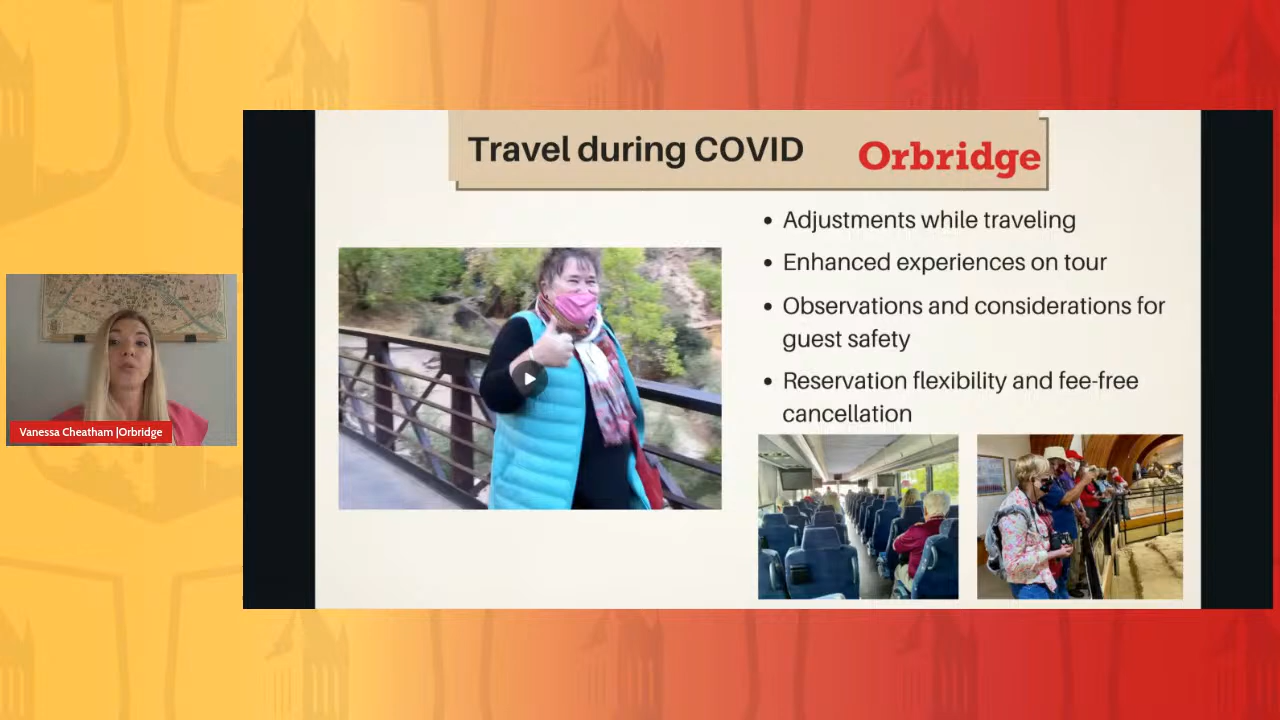 Travel during COVID
Orbridge
• Adjustments while traveling
• Enhanced experiences on tour
• Observations and considerations for
guest safety
• Reservation flexibility and fee-free
cancellation
Vanessa Cheatham |Orbridge